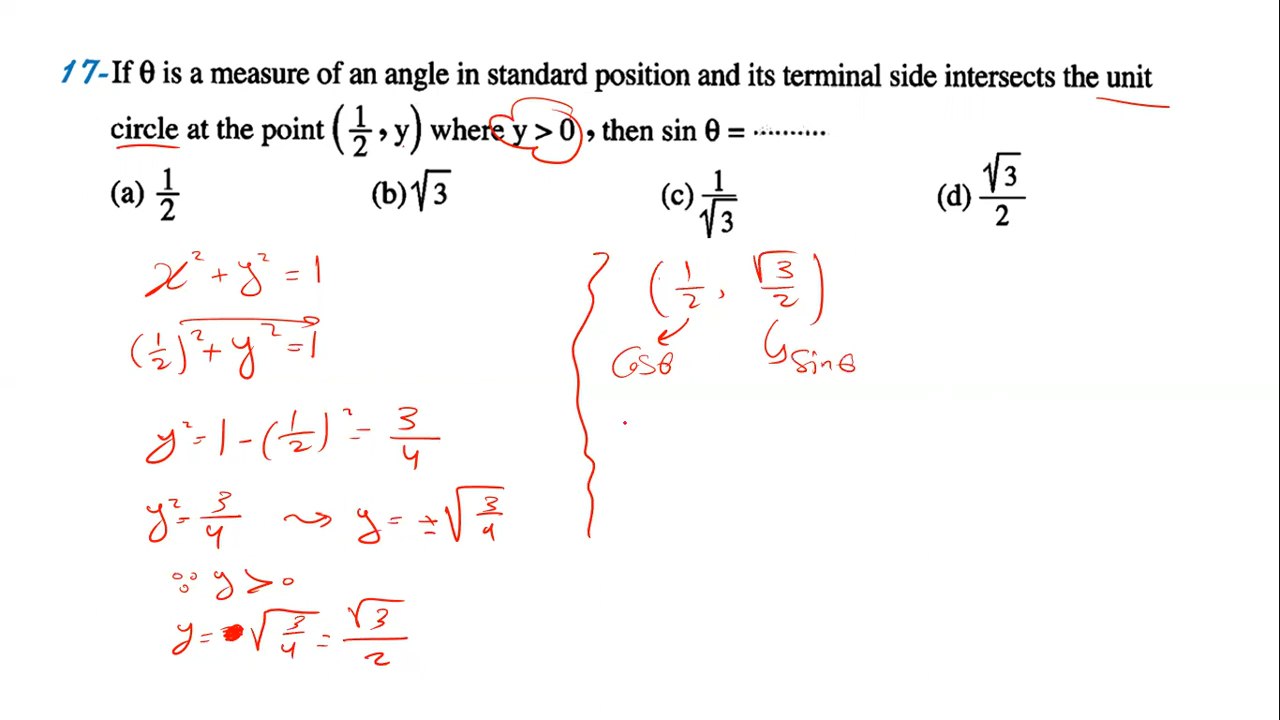 17- If θ is a measure of an angle in standard position and its terminal side intersects the unit
circle at the point (1/2 , y) where y > 0 , then sin θ = ..........
(a) 1/2 (b) √3 (c) 1/√3 (d) √3/2
x² + y² = 1
(1/2)² + y² = 1
y² = 1 - (1/2)² = 3/4
y² = 3/4 ⇝ y = ± √(3/4)
∵ y > 0
y = √(3/4) = √3/2
(1/2 , √3/2)
Cosθ Sinθ